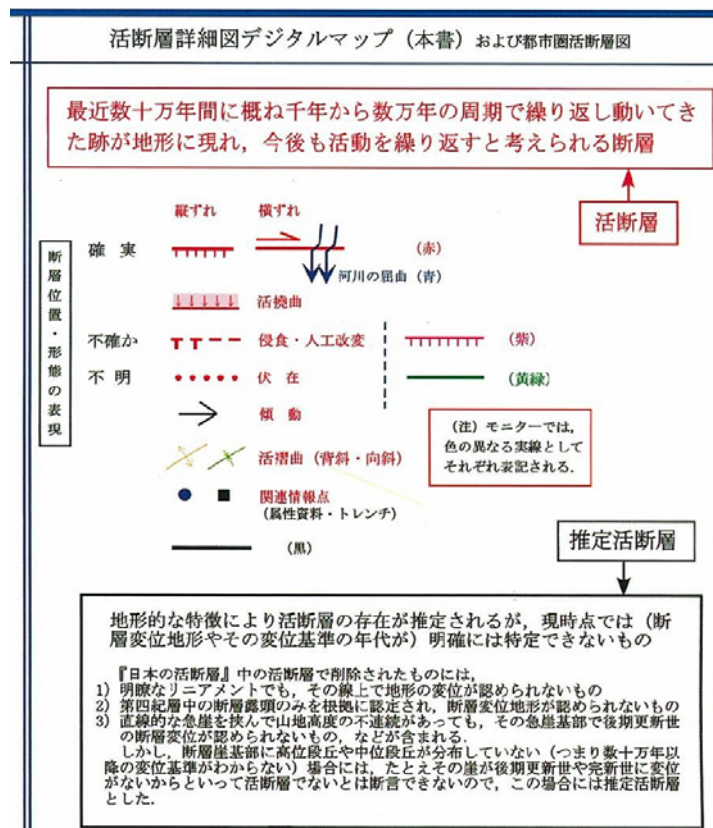 活断層詳細図デジタルマップ（本書）および都市圏活断層図
最近数十万年間に概ね千年から数万年の周期で繰り返し動いてき
た跡が地形に現れ，今後も活動を繰り返すと考えられる断層
活断層
縦ずれ 横ずれ
断層位置・形態の表現
確実 （赤）
河川の屈曲（青）
活撓曲
不確か 侵食・人工改変 （紫）
不明 伏在 （黄緑）
傾動
（注）モニターでは，
色の異なる実線として
それぞれ表記される．
活褶曲（背斜・向斜）
関連情報点
（属性資料・トレンチ）
（黒）
推定活断層
地形的な特徴により活断層の存在が推定されるが，現時点では（断
層変位地形やその変位基準の年代が）明確には特定できないもの
『日本の活断層』中の活断層で削除されたものには，
1）明瞭なリニアメントでも，その線上で地形の変位が認められないもの
2）第四紀層中の断層露頭のみを根拠に認定され，断層変位地形が認められないもの
3）直線的な急崖を挟んで山地高度の不連続があっても，その急崖基部で後期更新世
の断層変位が認められないもの，などが含まれる．
しかし，断層崖基部に高位段丘や中位段丘が分布していない（つまり数十万年以
降の変位基準がわからない）場合には，たとえその崖が後期更新世や完新世に変位
がないからといって活断層でないとは断言できないので，この場合には推定活断層
とした．